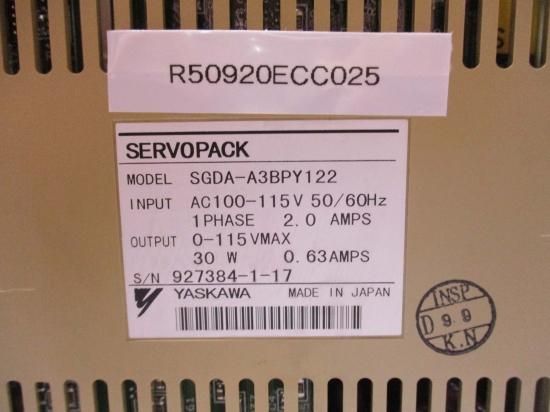 R50920ECC025
SERVOPACK
MODEL SGDA-A3BPY122
INPUT AC100-115V 50/60Hz
1PHASE 2.0 AMPS
OUTPUT 0-115VMAX
30 W 0.63AMPS
S/N 927384-1-17
YASKAWA MADE IN JAPAN
INSP
D 9.9
K.N